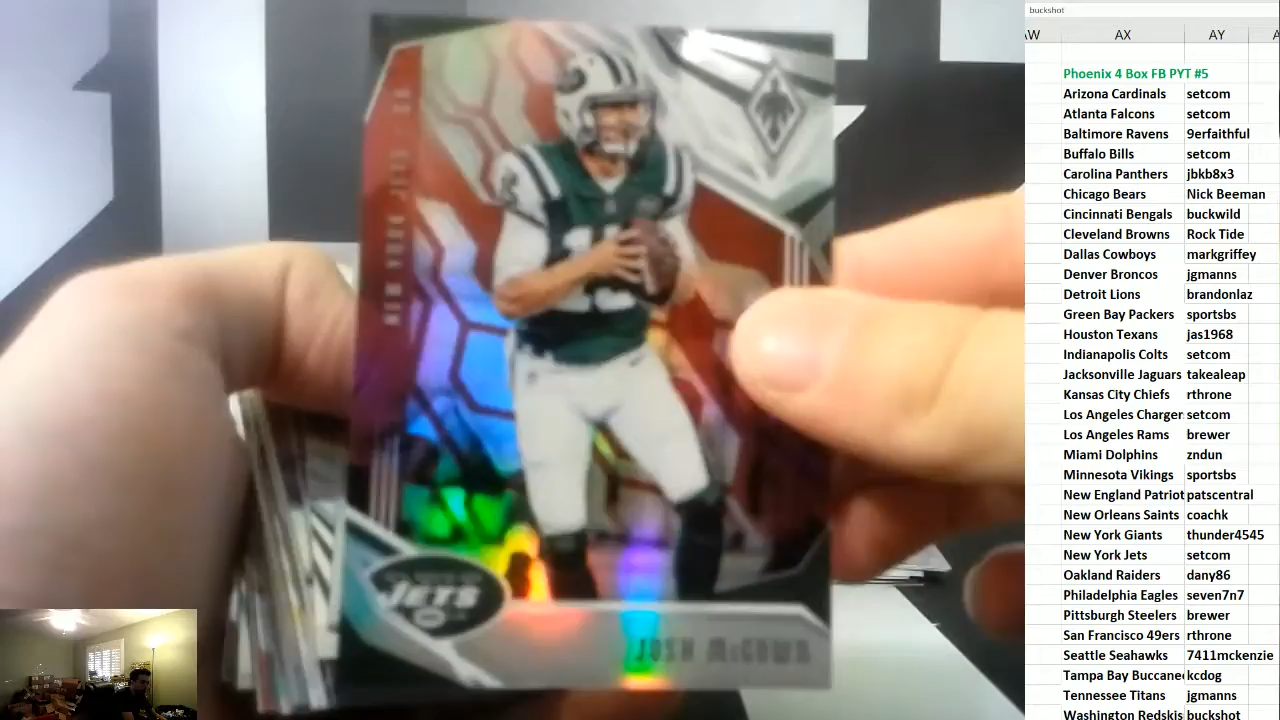 buckshot
AW AX AY A
Phoenix 4 Box FB PYT #5
Arizona Cardinals setcom
Atlanta Falcons setcom
Baltimore Ravens 9erfaithful
Buffalo Bills setcom
Carolina Panthers jbkb8x3
Chicago Bears Nick Beeman
Cincinnati Bengals buckwild
Cleveland Browns Rock Tide
Dallas Cowboys markgriffey
Denver Broncos jgmanns
Detroit Lions brandonlaz
Green Bay Packers sportsbs
Houston Texans jas1968
Indianapolis Colts setcom
Jacksonville Jaguars takealeap
Kansas City Chiefs rthrone
Los Angeles Charger setcom
Los Angeles Rams brewer
Miami Dolphins zndun
Minnesota Vikings sportsbs
New England Patriot patscentral
New Orleans Saints coachk
New York Giants thunder4545
New York Jets setcom
Oakland Raiders dany86
Philadelphia Eagles seven7n7
Pittsburgh Steelers brewer
San Francisco 49ers rthrone
Seattle Seahawks 7411mckenzie
Tampa Bay Buccanee kcdog
Tennessee Titans jgmanns
Washington Redskis buckshot
NEW YORK JETS QB
15
JETS
JOSH McCOWN